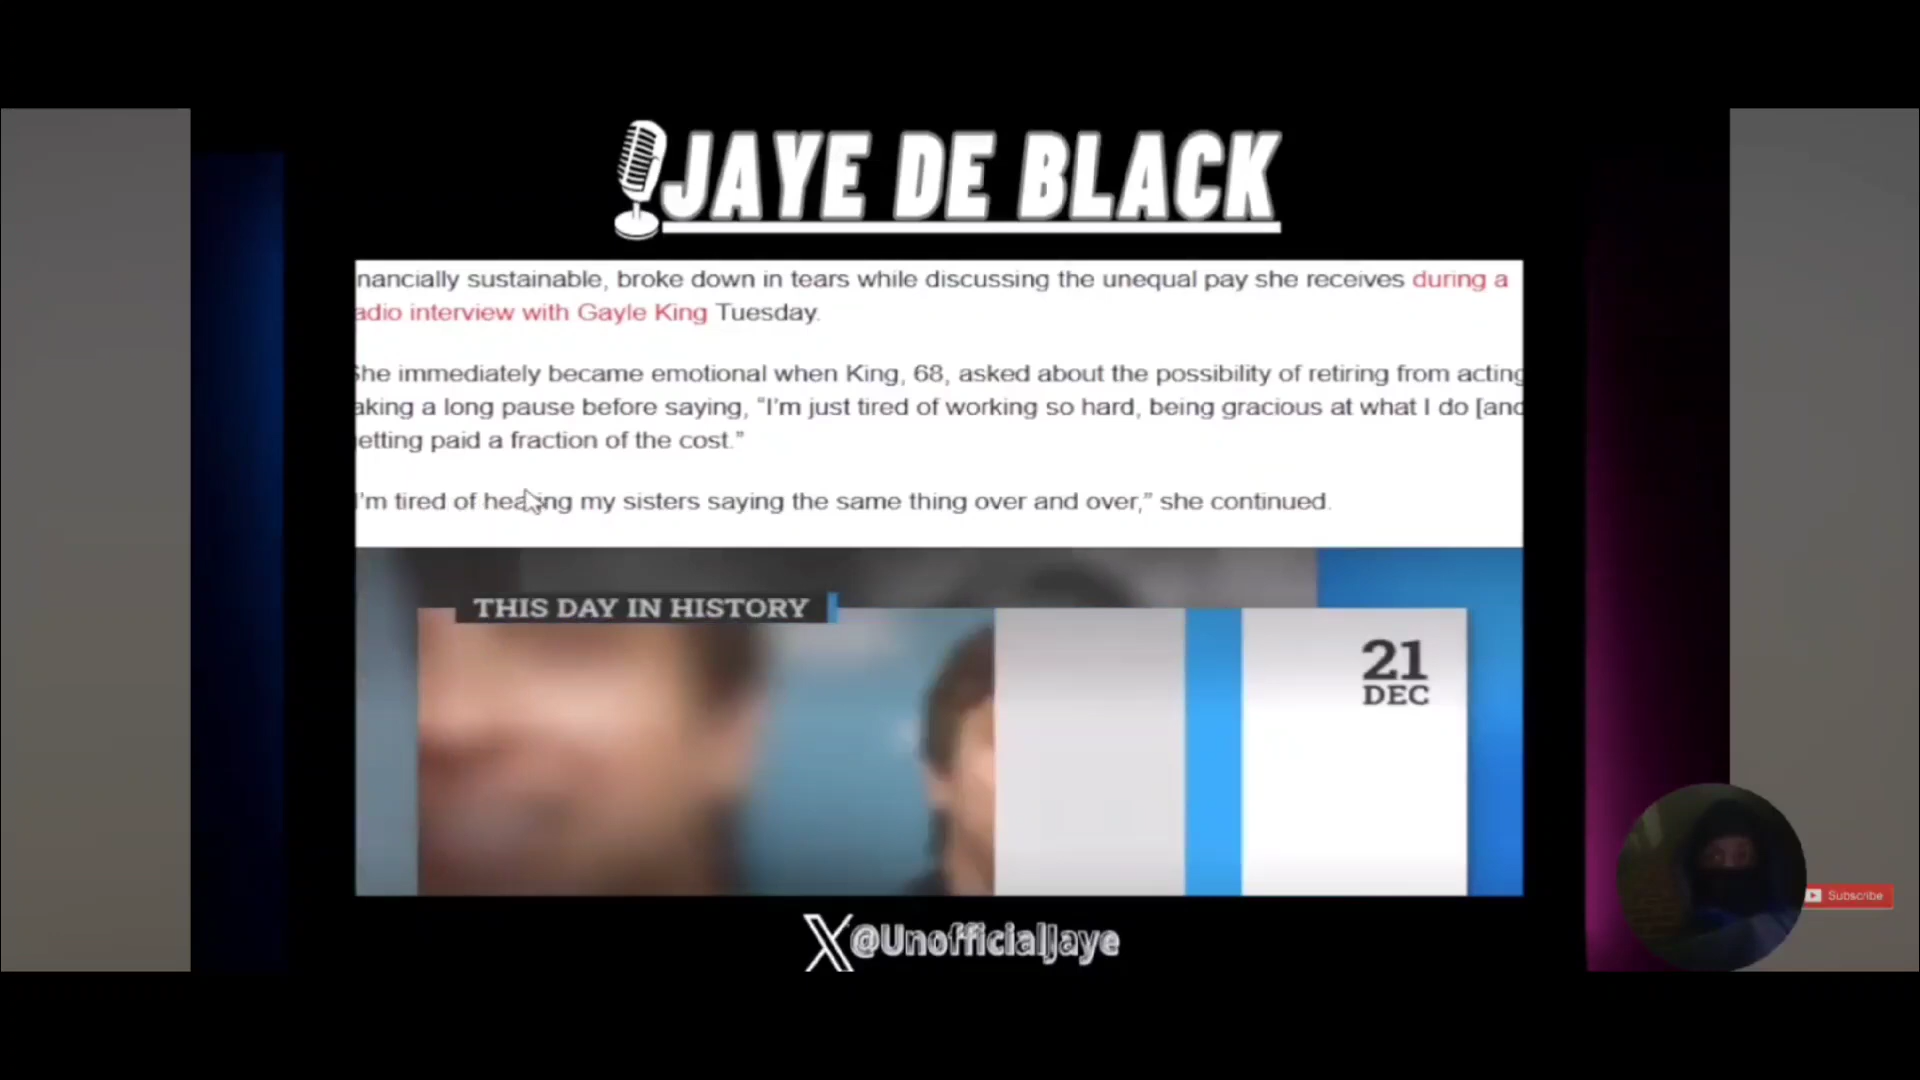 JAYE DE BLACK
nancially sustainable, broke down in tears while discussing the unequal pay she receives during a
adio interview with Gayle King Tuesday.
She immediately became emotional when King, 68, asked about the possibility of retiring from acting
aking a long pause before saying, “I’m just tired of working so hard, being gracious at what I do [and
etting paid a fraction of the cost.”
I’m tired of hearing my sisters saying the same thing over and over,” she continued.
THIS DAY IN HISTORY
21
DEC
Subscribe
X@UnofficialJaye